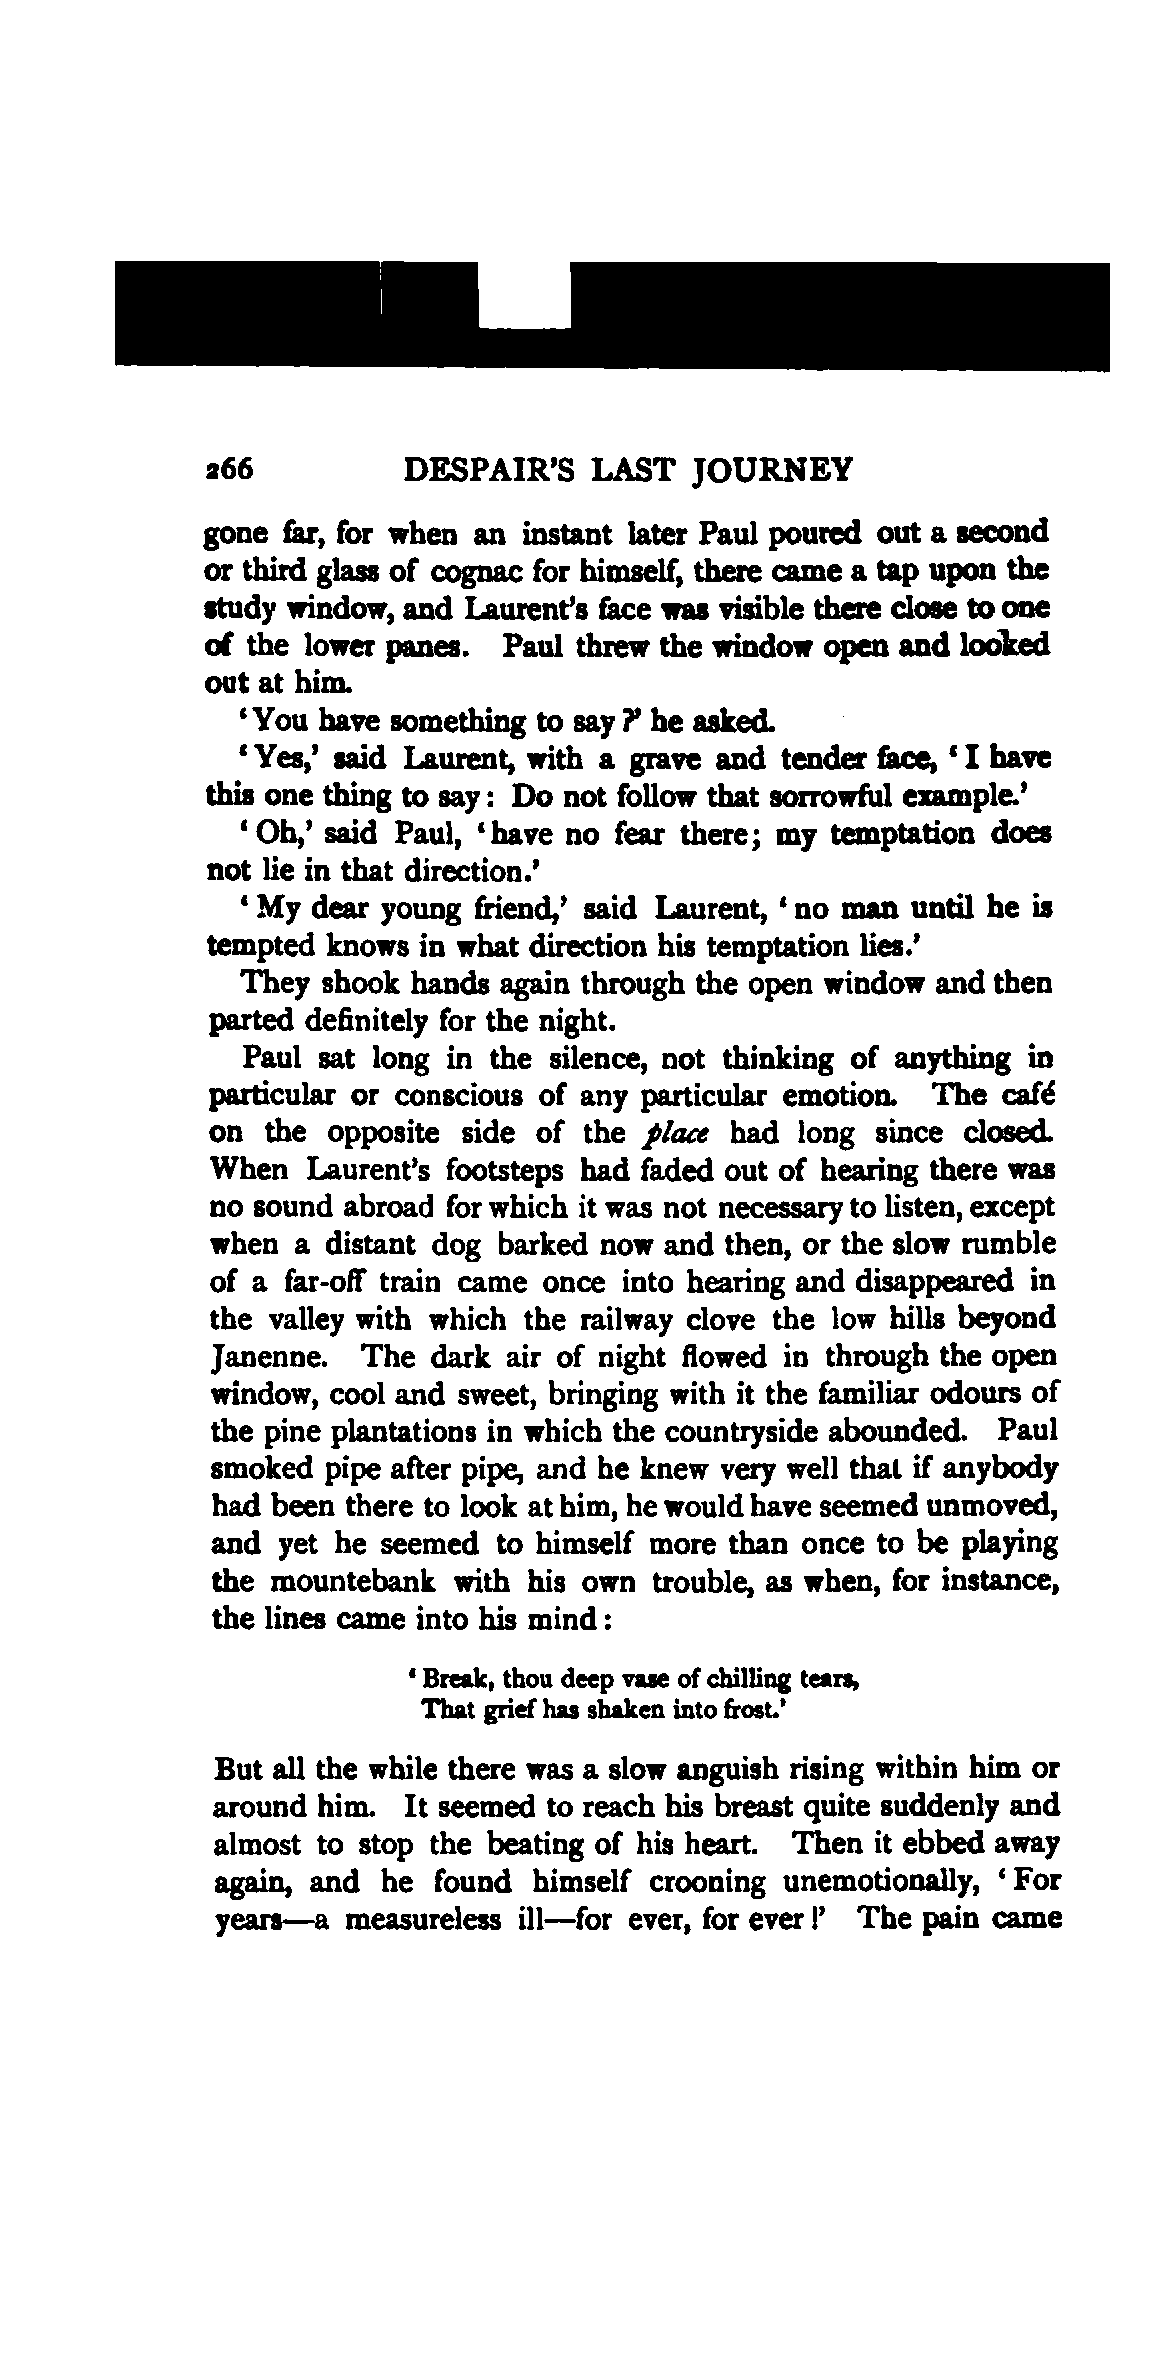 266 DESPAIR'S LAST JOURNEY
gone far, for when an instant later Paul poured out a second
or third glass of cognac for himself, there came a tap upon the
study window, and Laurent's face was visible there close to one
of the lower panes. Paul threw the window open and looked
out at him.
'You have something to say?' he asked.
'Yes,' said Laurent, with a grave and tender face, 'I have
this one thing to say: Do not follow that sorrowful example.'
'Oh,' said Paul, 'have no fear there; my temptation does
not lie in that direction.'
'My dear young friend,' said Laurent, 'no man until he is
tempted knows in what direction his temptation lies.'
They shook hands again through the open window and then
parted definitely for the night.
Paul sat long in the silence, not thinking of anything in
particular or conscious of any particular emotion. The café
on the opposite side of the place had long since closed.
When Laurent's footsteps had faded out of hearing there was
no sound abroad for which it was not necessary to listen, except
when a distant dog barked now and then, or the slow rumble
of a far-off train came once into hearing and disappeared in
the valley with which the railway clove the low hills beyond
Janenne. The dark air of night flowed in through the open
window, cool and sweet, bringing with it the familiar odours of
the pine plantations in which the countryside abounded. Paul
smoked pipe after pipe, and he knew very well that if anybody
had been there to look at him, he would have seemed unmoved,
and yet he seemed to himself more than once to be playing
the mountebank with his own trouble, as when, for instance,
the lines came into his mind:
'Break, thou deep vase of chilling tears,
That grief has shaken into frost.'
But all the while there was a slow anguish rising within him or
around him. It seemed to reach his breast quite suddenly and
almost to stop the beating of his heart. Then it ebbed away
again, and he found himself crooning unemotionally, 'For
years—a measureless ill—for ever, for ever!' The pain came